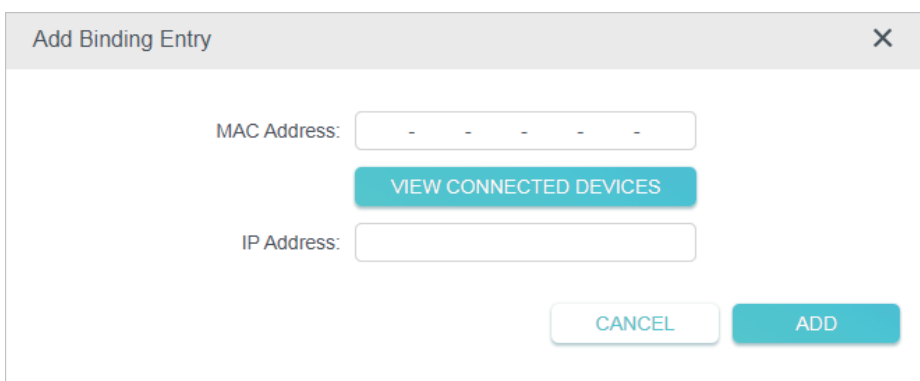 Add Binding Entry
MAC Address: - - - - -
VIEW CONNECTED DEVICES
IP Address:
CANCEL ADD